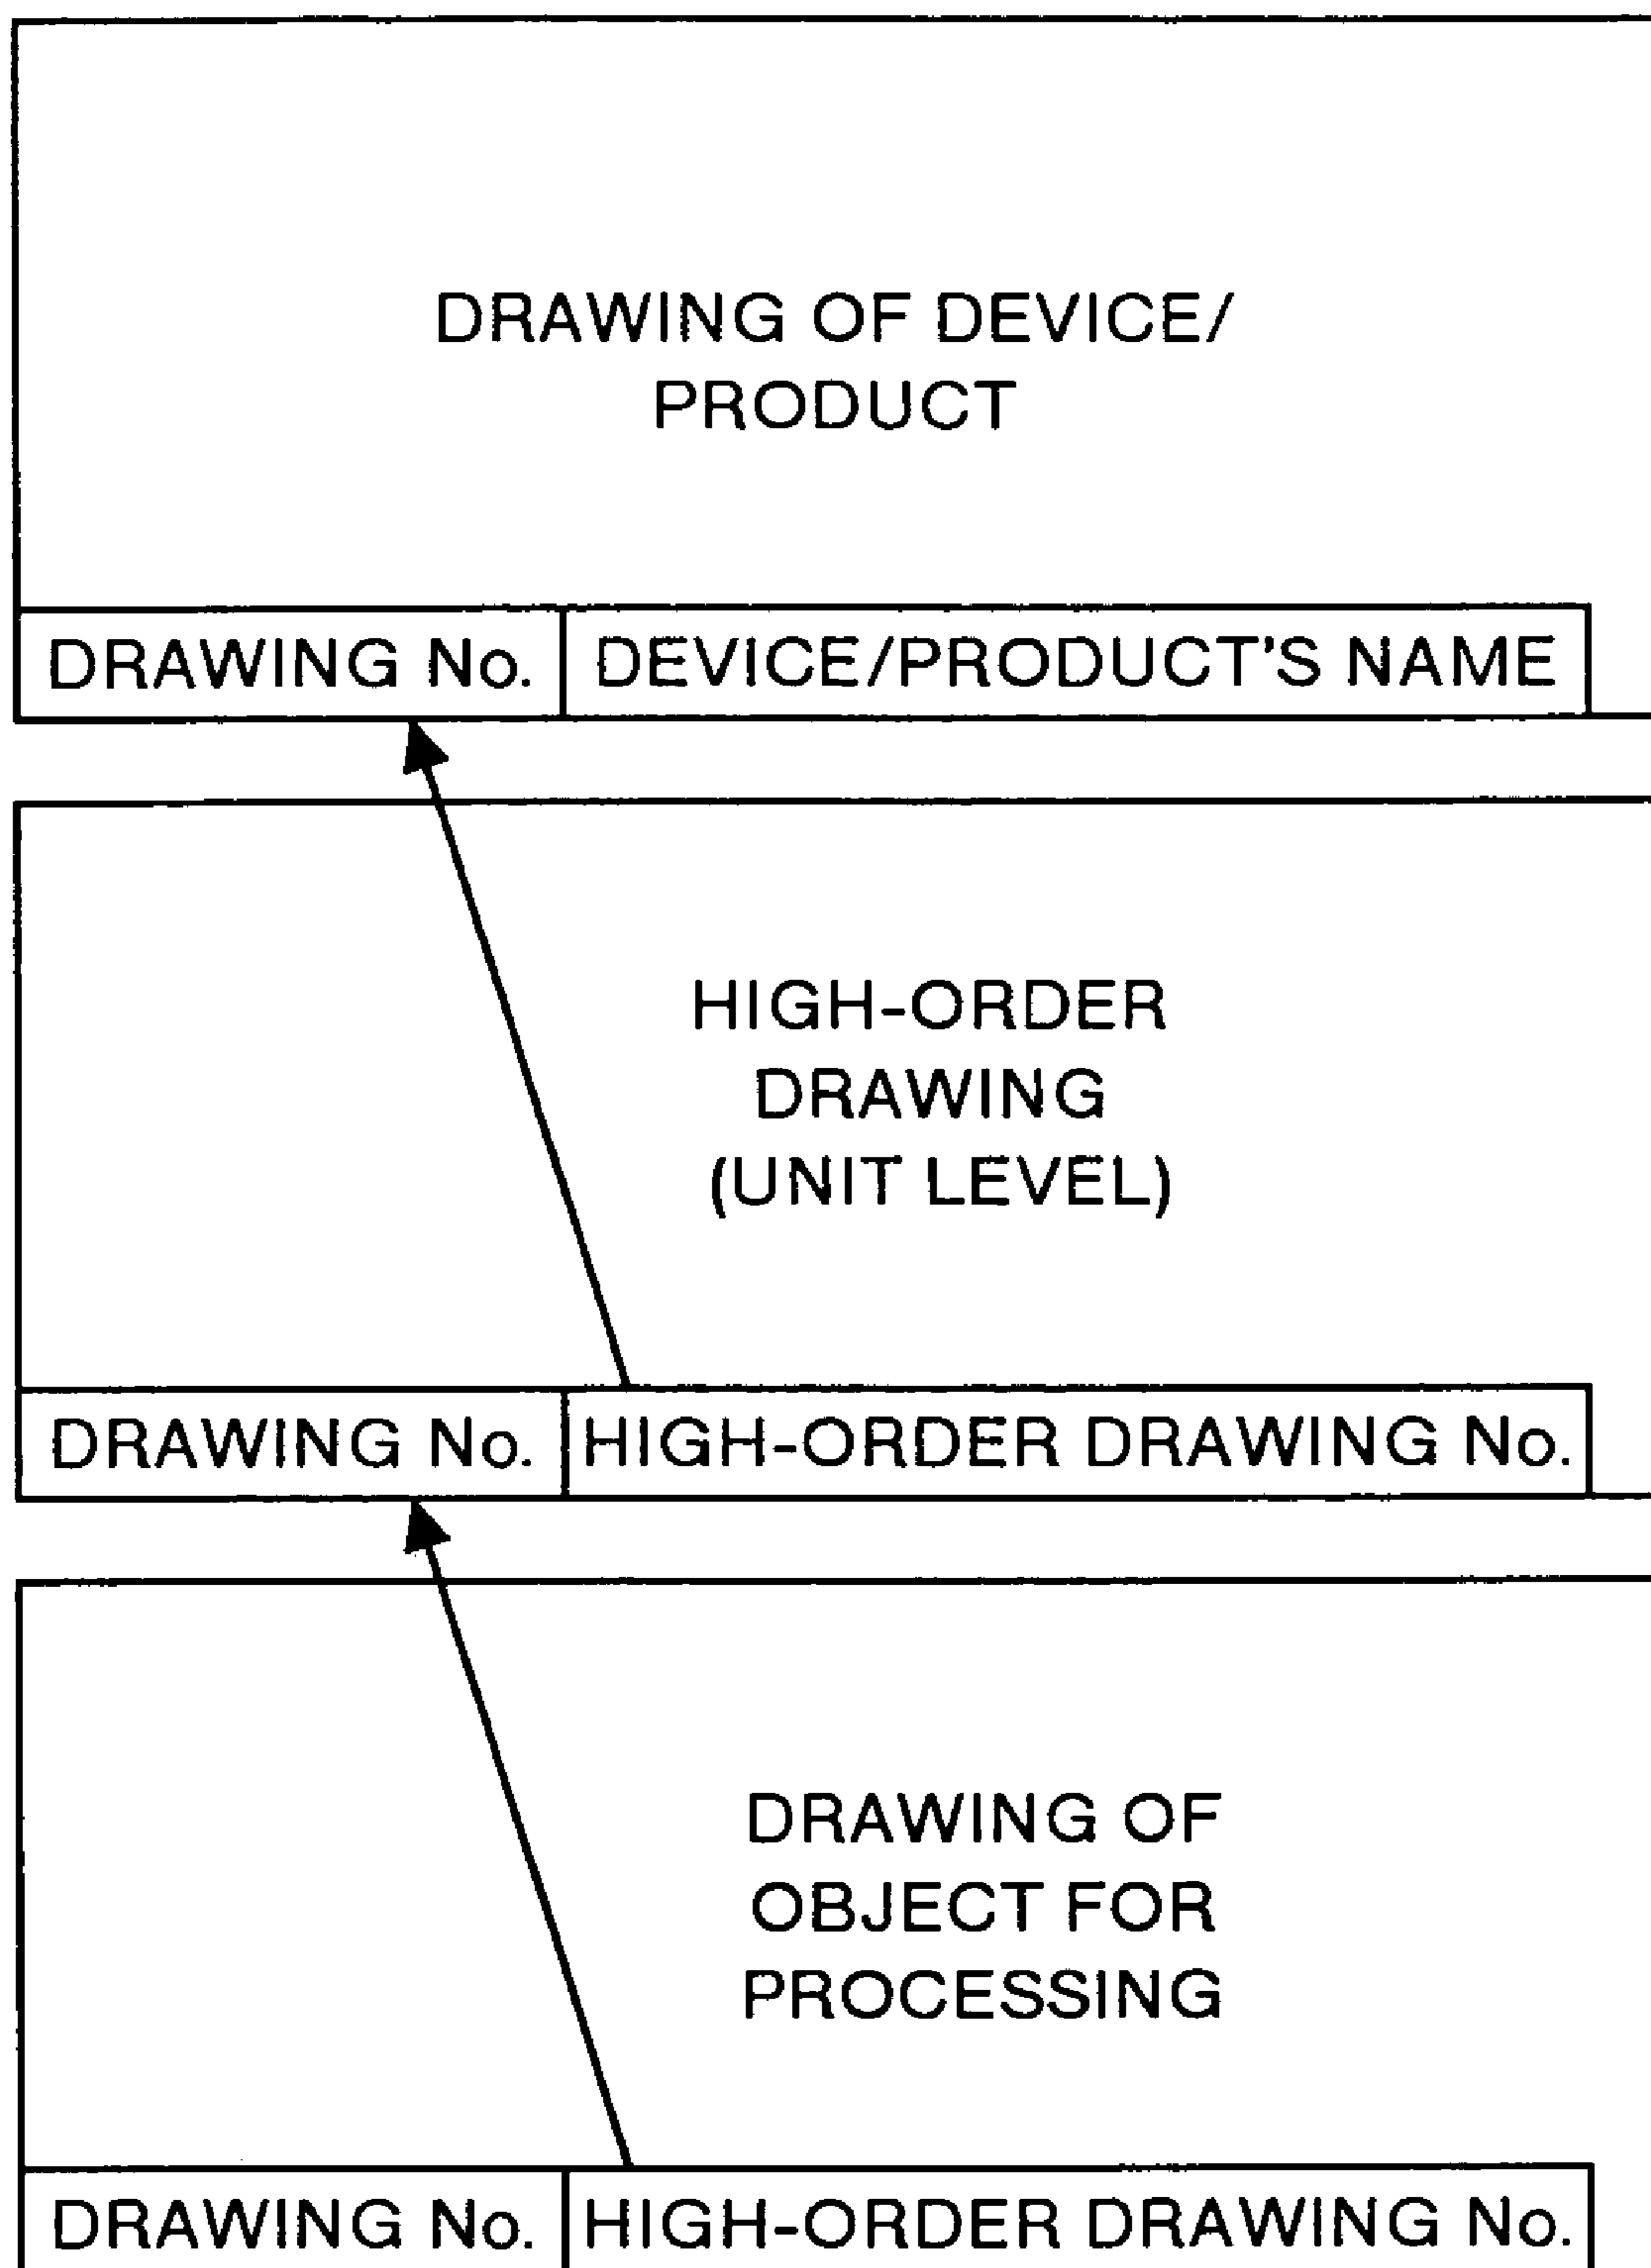 DRAWING OF DEVICE/
PRODUCT
DRAWING No. DEVICE/PRODUCT'S NAME
HIGH-ORDER
DRAWING
(UNIT LEVEL)
DRAWING No. HIGH-ORDER DRAWING No.
DRAWING OF
OBJECT FOR
PROCESSING
DRAWING No. HIGH-ORDER DRAWING No.